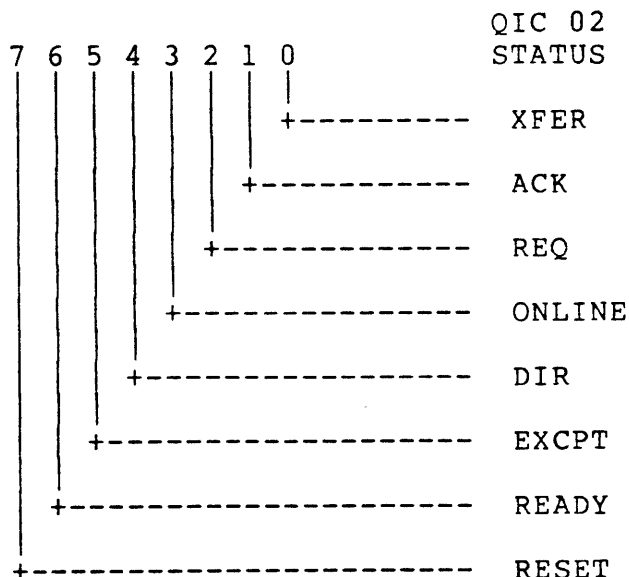 QIC 02
7 6 5 4 3 2 1 0 STATUS
XFER
ACK
REQ
ONLINE
DIR
EXCPT
READY
RESET